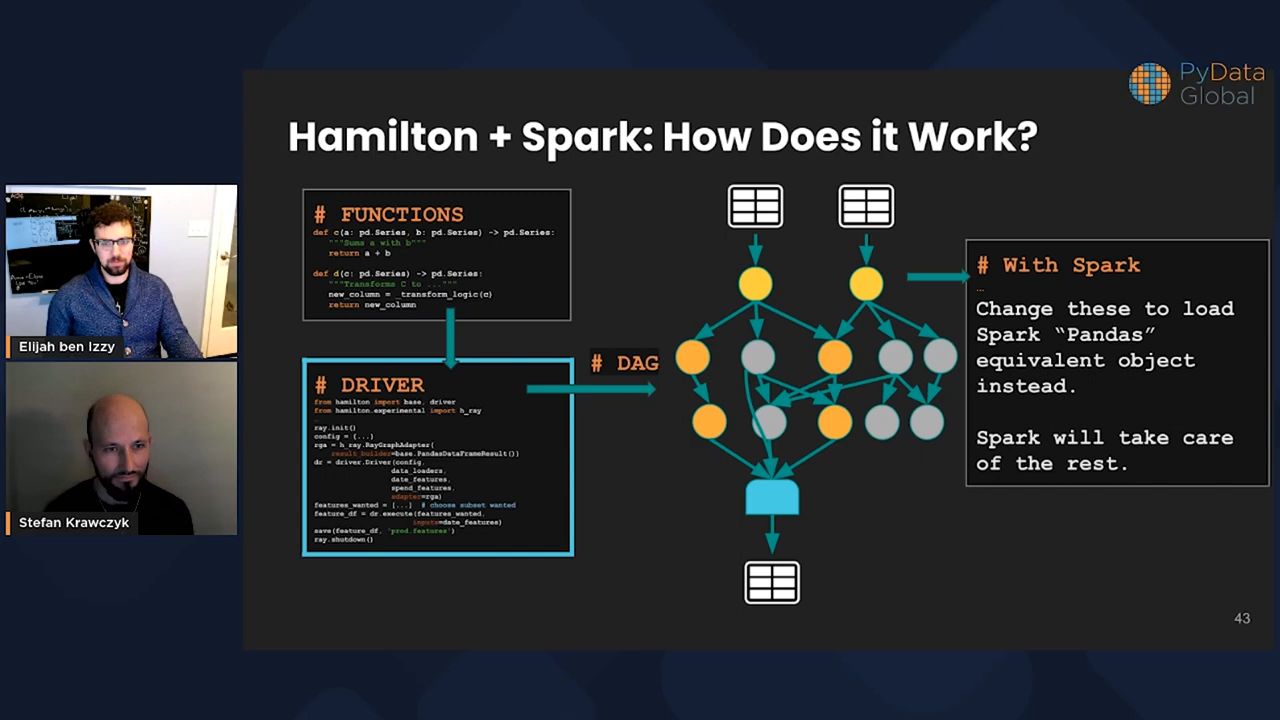 PyData
Global
Hamilton + Spark: How Does it Work?
# FUNCTIONS
def c(a: pd.Series, b: pd.Series) -> pd.Series:
"""Sums a with b"""
return a + b
def d(c: pd.Series) -> pd.Series:
"""Transforms C to ..."""
new_column = _transform_logic(c)
return new_column
# DRIVER
from hamilton import base, driver
from hamilton.experimental import h_ray
ray.init()
config = {...}
rga = h_ray.RayGraphAdapter(
result_builder=base.PandasDataFrameResult())
dr = driver.Driver(config,
data_loaders,
date_features,
spend_features,
adapter=rga)
features_wanted = [...] # choose subset wanted
feature_df = dr.execute(features_wanted,
inputs=date_features)
save(feature_df, 'prod.features')
ray.shutdown()
# DAG
# With Spark
…
Change these to load
Spark “Pandas”
equivalent object
instead.
Spark will take care
of the rest.
Elijah ben Izzy
Stefan Krawczyk
43